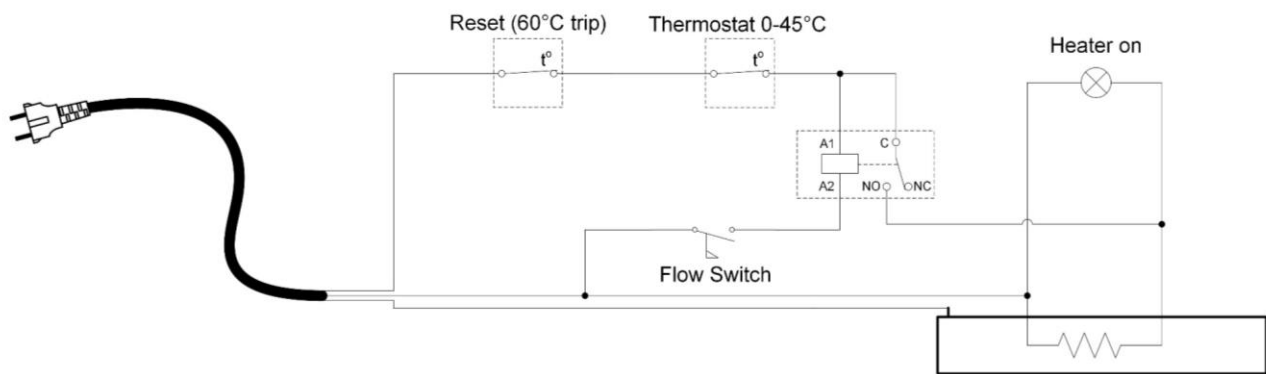 Reset (60°C trip)
Thermostat 0-45°C
Heater on
t°
t°
A1
C
A2
NO
NC
Flow Switch